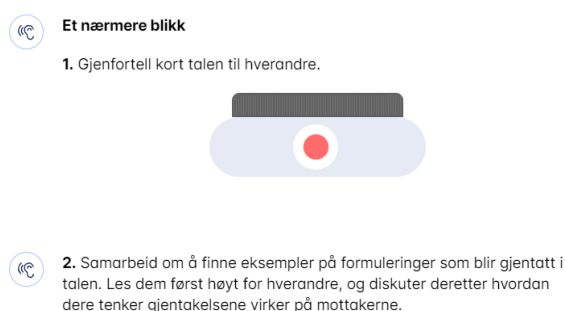 Et nærmere blikk
1. Gjenfortell kort talen til hverandre.
2. Samarbeid om å finne eksempler på formuleringer som blir gjentatt i
talen. Les dem først høyt for hverandre, og diskuter deretter hvordan
dere tenker gjentakelsene virker på mottakerne.